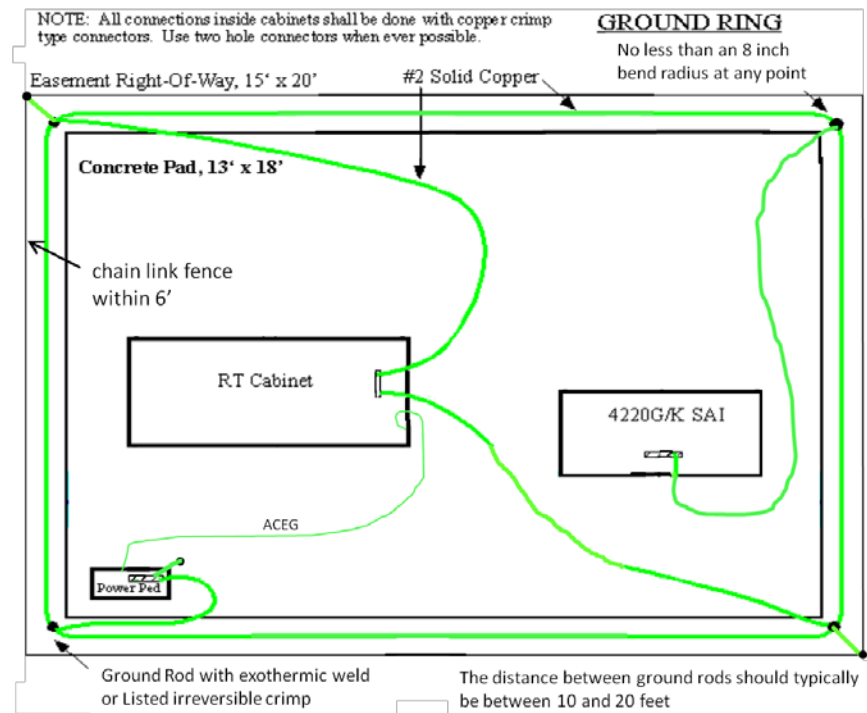 NOTE: All connections inside cabinets shall be done with copper crimp
type connectors. Use two hole connectors when ever possible.
GROUND RING
No less than an 8 inch
bend radius at any point
Easement Right-Of-Way, 15‘ x 20’
#2 Solid Copper
Concrete Pad, 13‘ x 18’
chain link fence
within 6’
RT Cabinet
4220G/K SAI
ACEG
Power Ped
Ground Rod with exothermic weld
or Listed irreversible crimp
The distance between ground rods should typically
be between 10 and 20 feet